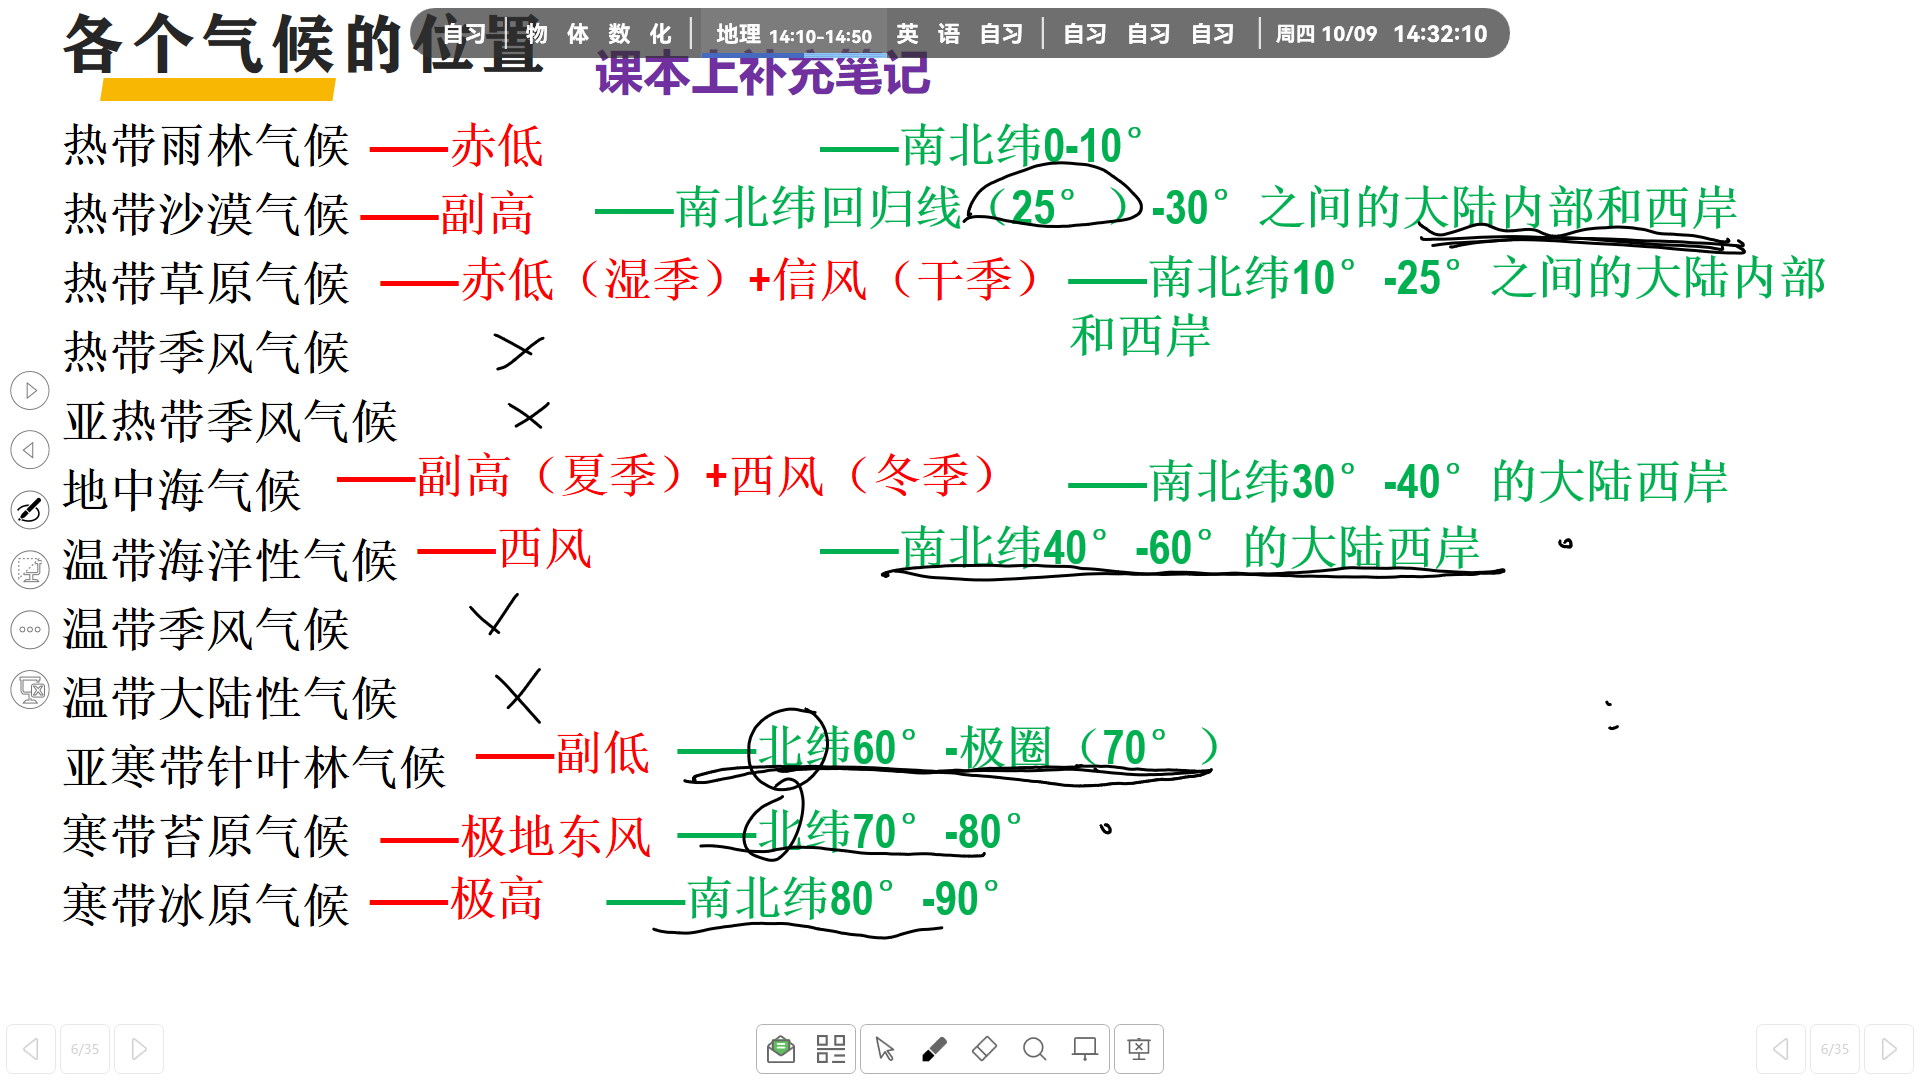 自习 物 体 数 化 地理 14:10-14:50 英 语 自习 自习 自习 自习 周四 10/09 14:32:10
各个气候的位置
课本上补充笔记
热带雨林气候 ——赤低 ——南北纬0-10°
热带沙漠气候 ——副高 ——南北纬回归线（25°）-30°之间的大陆内部和西岸
热带草原气候 ——赤低（湿季）+信风（干季） ——南北纬10°-25°之间的大陆内部
和西岸
热带季风气候
亚热带季风气候
地中海气候 ——副高（夏季）+西风（冬季） ——南北纬30°-40°的大陆西岸
温带海洋性气候 ——西风 ——南北纬40°-60°的大陆西岸
温带季风气候
温带大陆性气候
亚寒带针叶林气候 ——副低 ——北纬60°-极圈（70°）
寒带苔原气候 ——极地东风 ——北纬70°-80°
寒带冰原气候 ——极高 ——南北纬80°-90°
6/35 6/35